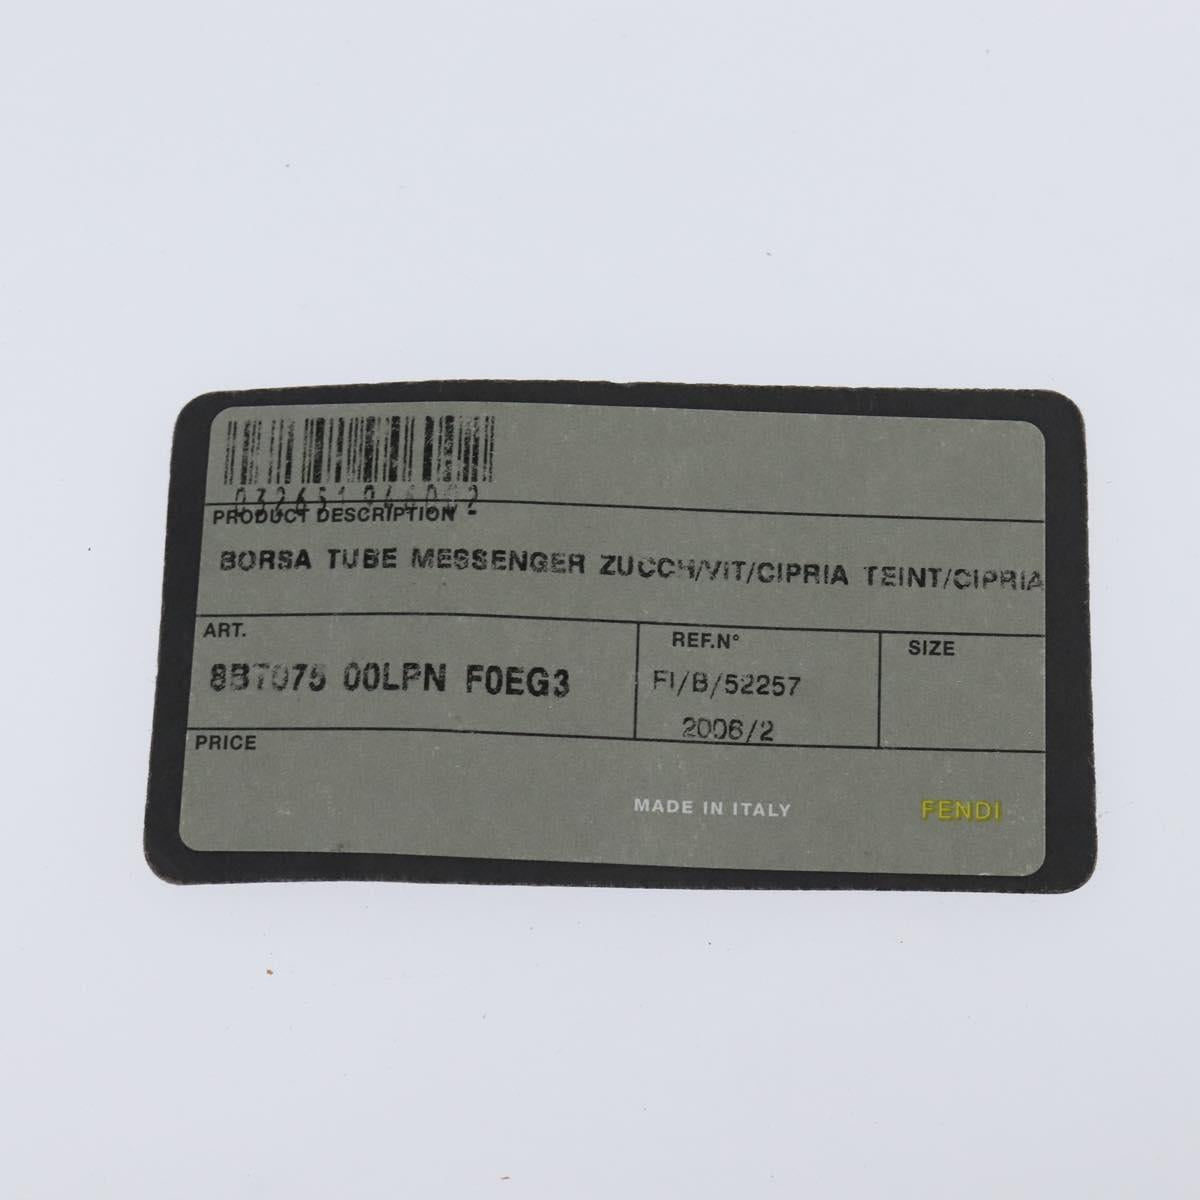 032651946002
PRODUCT DESCRIPTION
BORSA TUBE MESSENGER ZUCCH/VIT/CIPRIA TEINT/CIPRIA
ART.
8BT075 00LPN F0EG3
REF.N°
FI/B/52257
2006/2
SIZE
PRICE
MADE IN ITALY
FENDI